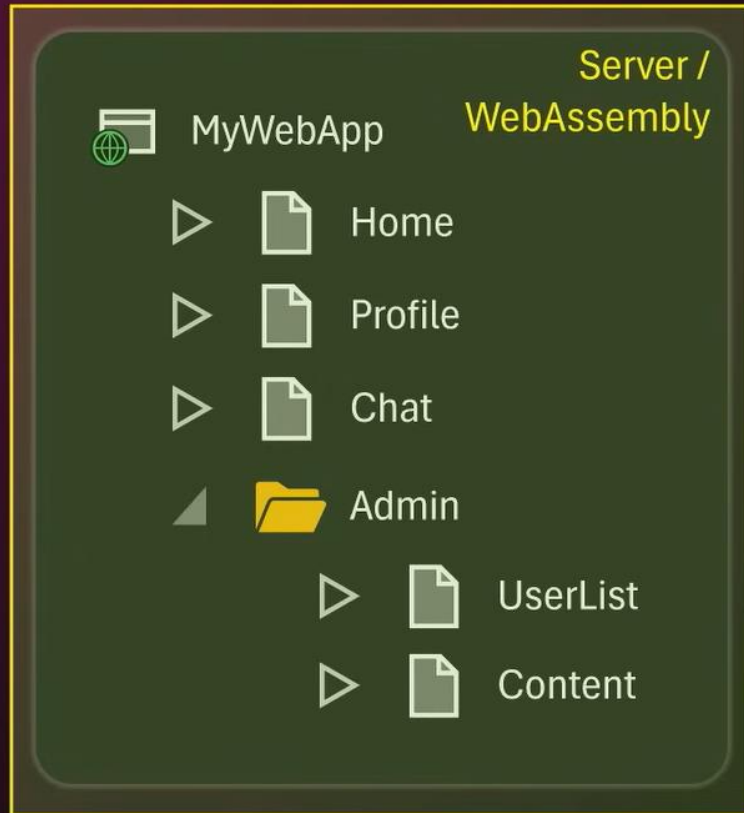 Server /
WebAssembly
MyWebApp
Home
Profile
Chat
Admin
UserList
Content